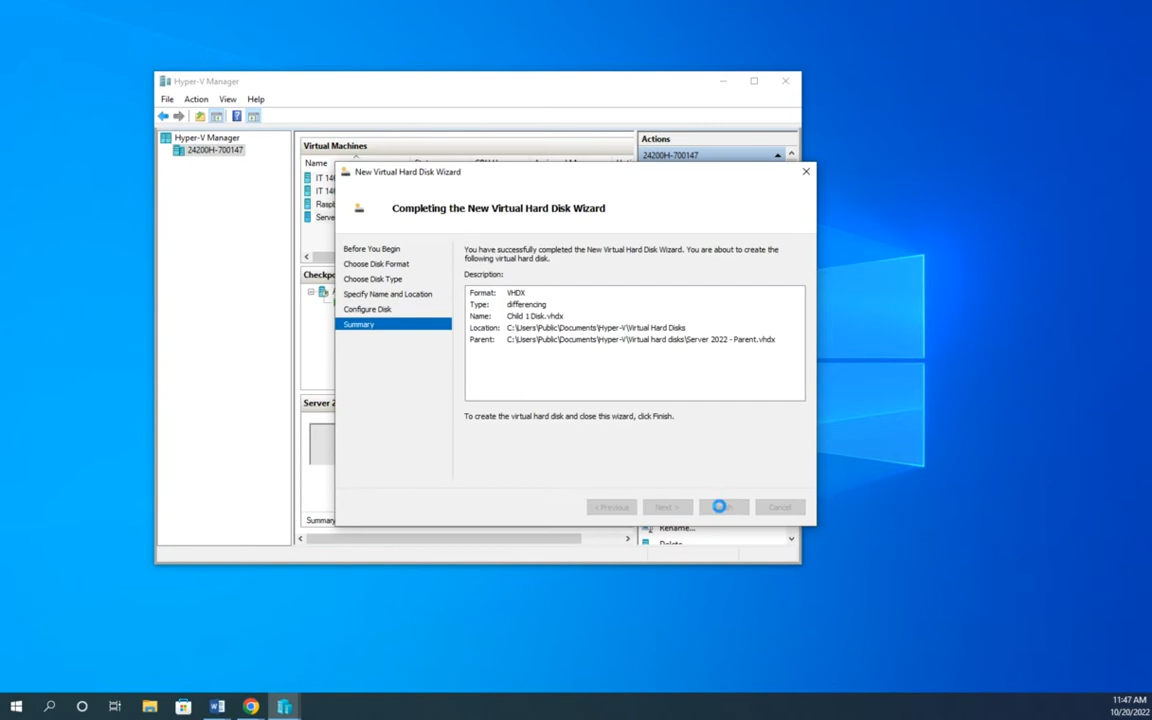 Hyper-V Manager
File Action View Help
Hyper-V Manager
24200H-700147
Virtual Machines
Name
IT 14
IT 14
Raspb
Serve
Checkp
Server 2
Summary
Actions
24200H-700147
Rename...
New Virtual Hard Disk Wizard
Completing the New Virtual Hard Disk Wizard
Before You Begin
Choose Disk Format
Choose Disk Type
Specify Name and Location
Configure Disk
Summary
You have successfully completed the New Virtual Hard Disk Wizard. You are about to create the
following virtual hard disk.
Description:
Format: VHDX
Type: differencing
Name: Child 1 Disk.vhdx
Location: C:\Users\Public\Documents\Hyper-V\Virtual Hard Disks
Parent: C:\Users\Public\Documents\Hyper-V\Virtual hard disks\Server 2022 - Parent.vhdx
To create the virtual hard disk and close this wizard, click Finish.
< Previous Next > Cancel
11:47 AM
10/20/2022